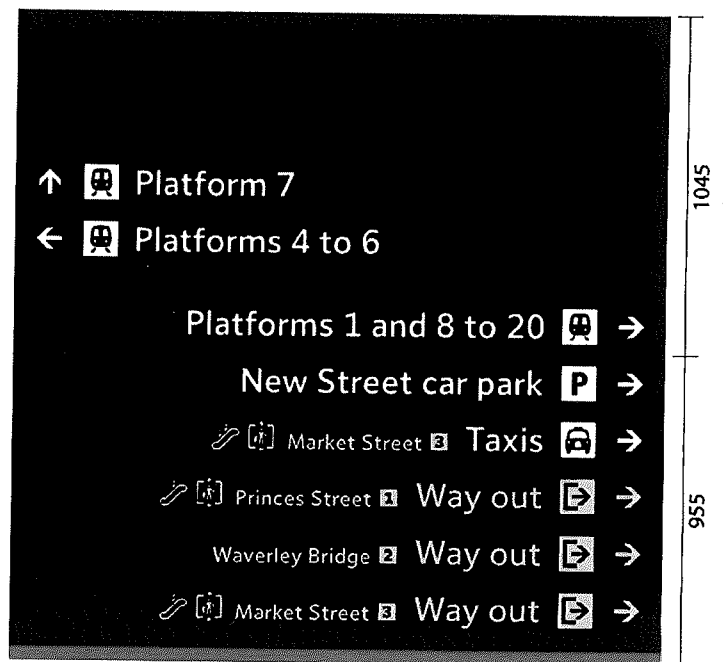 Platform 7
Platforms 4 to 6
Platforms 1 and 8 to 20
New Street car park P
Market Street 3 Taxis
Princes Street 1 Way out
Waverley Bridge 2 Way out
Market Street 3 Way out
1045
955